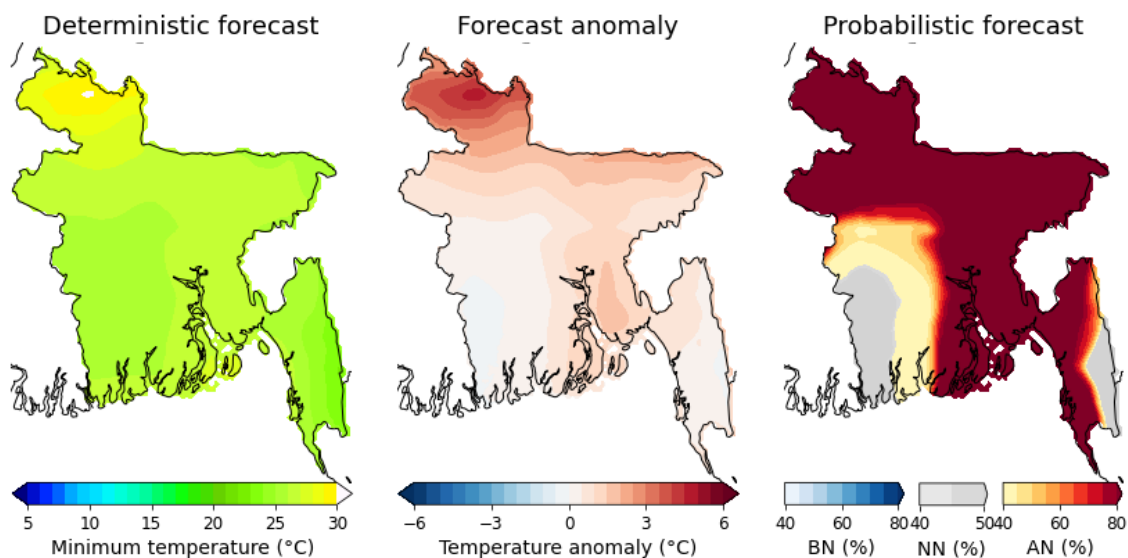 Deterministic forecast
Forecast anomaly
Probabilistic forecast
5 10 15 20 25 30
Minimum temperature (°C)
−6 −3 0 3 6
Temperature anomaly (°C)
40 60 80
BN (%)
40 50
NN (%)
40 60 80
AN (%)